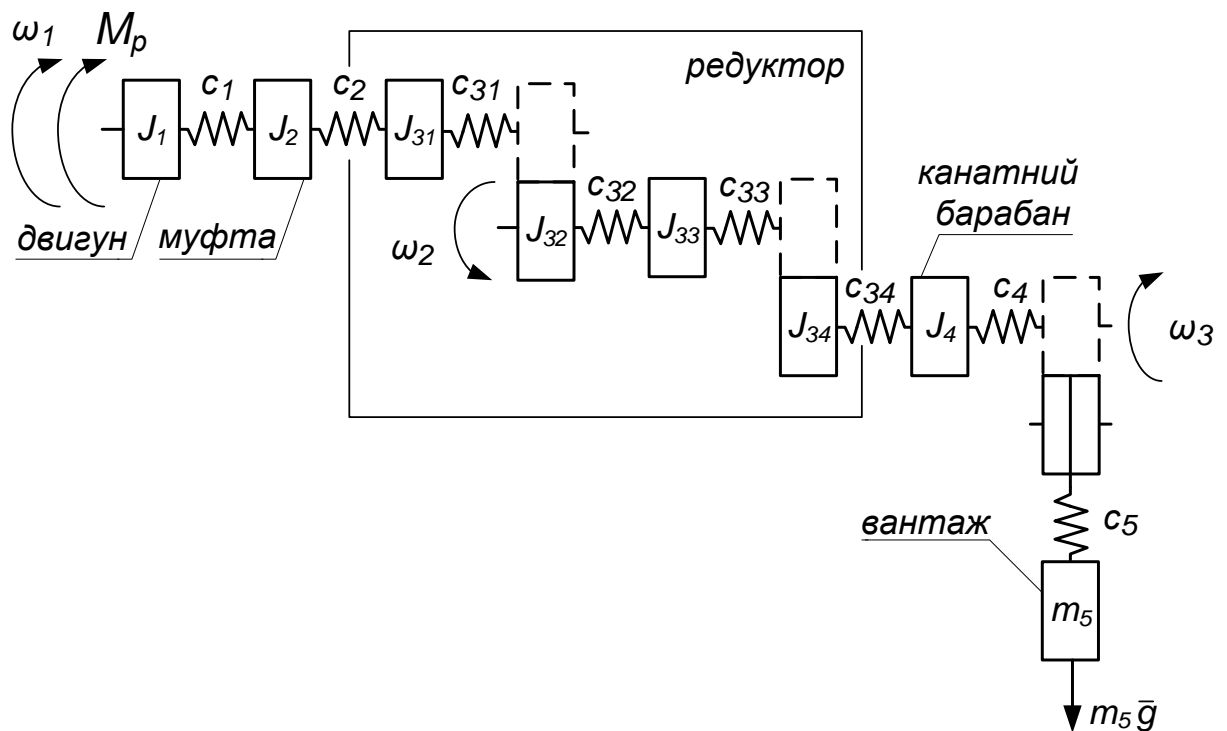 ω1 Mp
редуктор
c1 c2 c31
J1 J2 J31
двигун муфта
c32 c33
канатний
барабан
ω2 J32 J33
c34 c4
J34 J4 ω3
вантаж c5
m5
m5 g̅